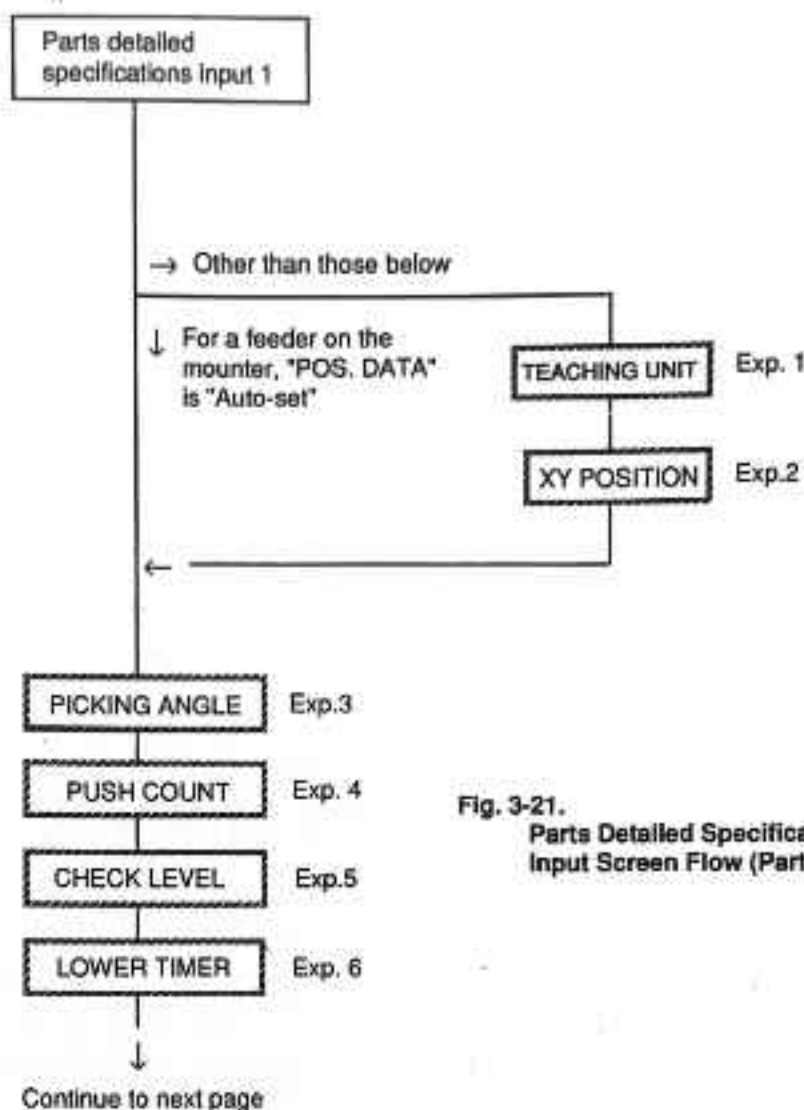 Parts detailed
specifications input 1
→ Other than those below
↓ For a feeder on the
mounter, "POS. DATA"
is "Auto-set"
TEACHING UNIT Exp. 1
XY POSITION Exp.2
←
PICKING ANGLE Exp.3
PUSH COUNT Exp. 4
CHECK LEVEL Exp.5
LOWER TIMER Exp. 6
Fig. 3-21.
Parts Detailed
Input Screen Flow
↓
Continue to next page